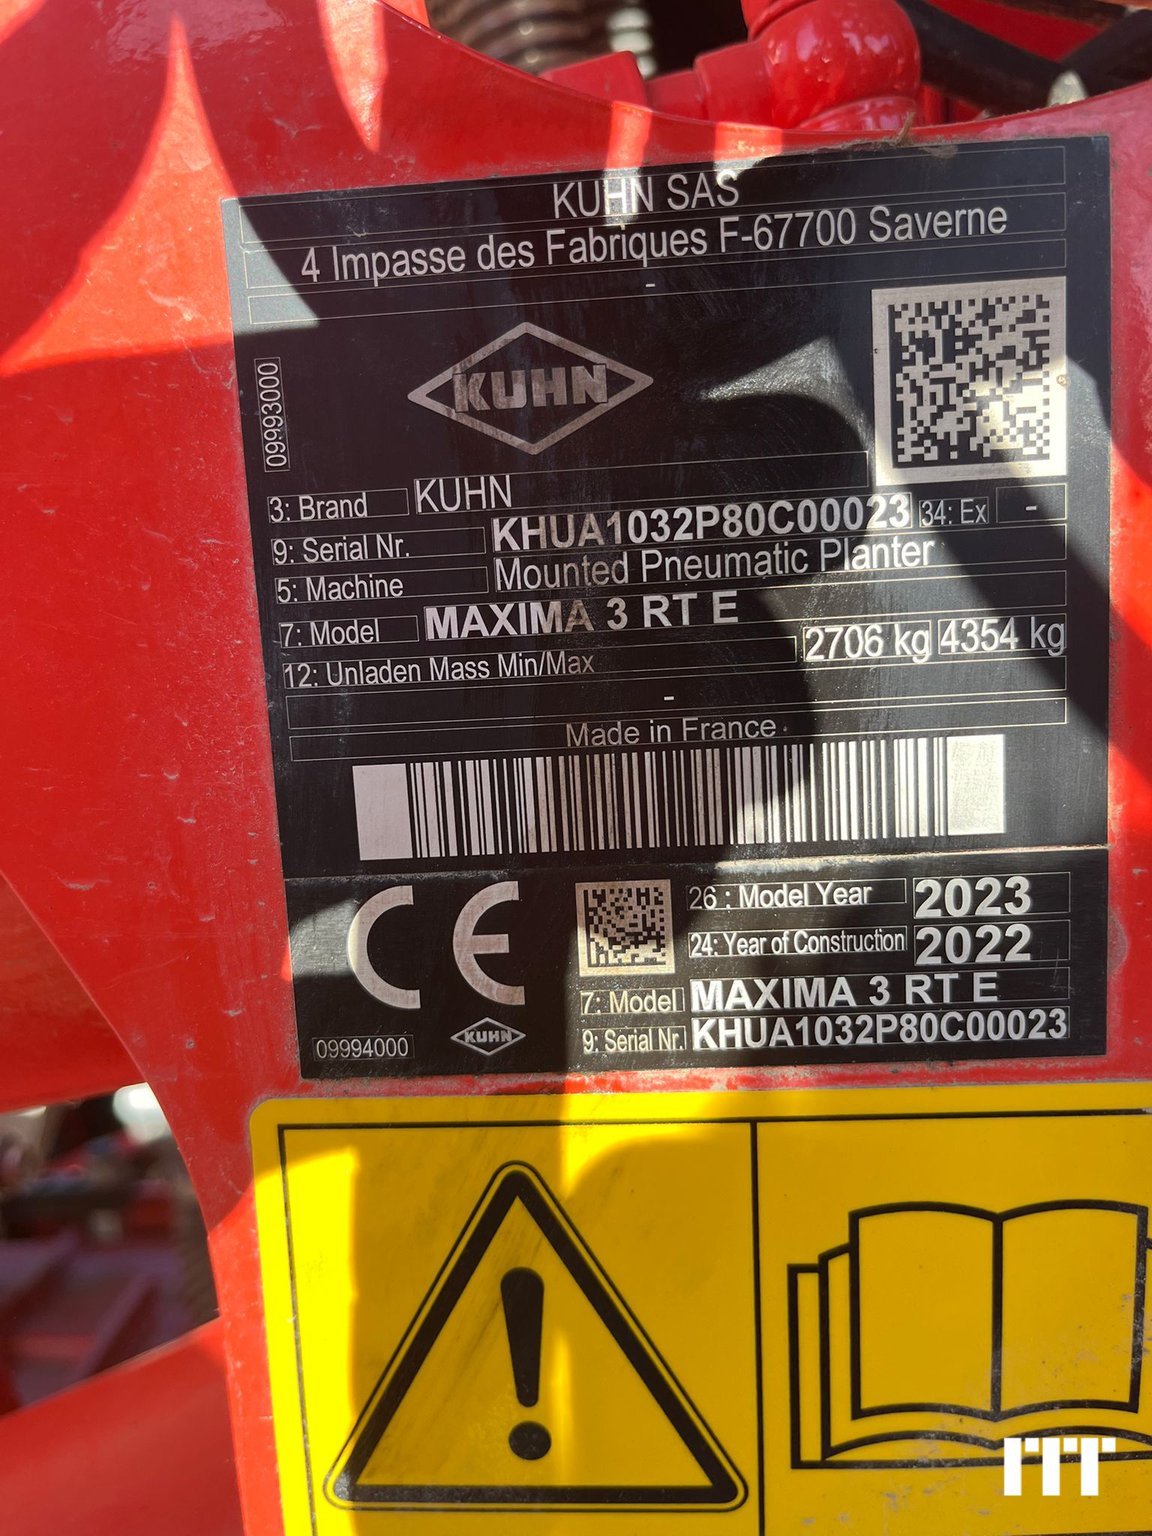 KUHN SAS
4 Impasse des Fabriques F-67700 Saverne
-
KUHN
09993000
3: Brand KUHN
9: Serial Nr. KHUA1032P80C00023 34: Ex -
5: Machine Mounted Pneumatic Planter
7: Model MAXIMA 3 RT E
12: Unladen Mass Min/Max 2706 kg 4354 kg
-
Made in France
CE
26 : Model Year 2023
24: Year of Construction 2022
7: Model MAXIMA 3 RT E
9: Serial Nr. KHUA1032P80C00023
KUHN
09994000